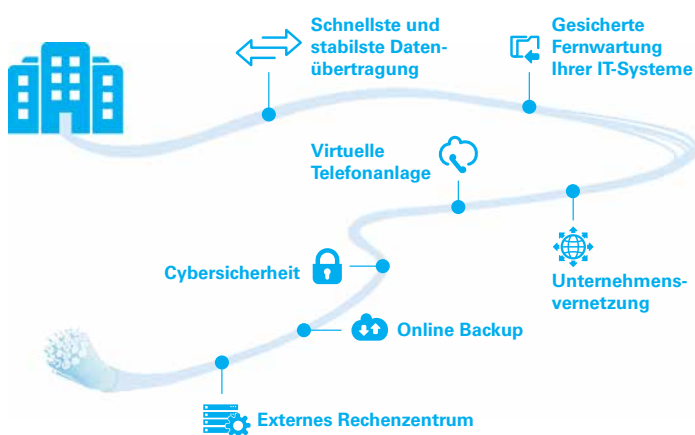 Schnellste und
stabilste Daten-
übertragung
Gesicherte
Fernwartung
Ihrer IT-Systeme
Virtuelle
Telefonanlage
Unternehmens-
vernetzung
Cybersicherheit
Online Backup
Externes Rechenzentrum